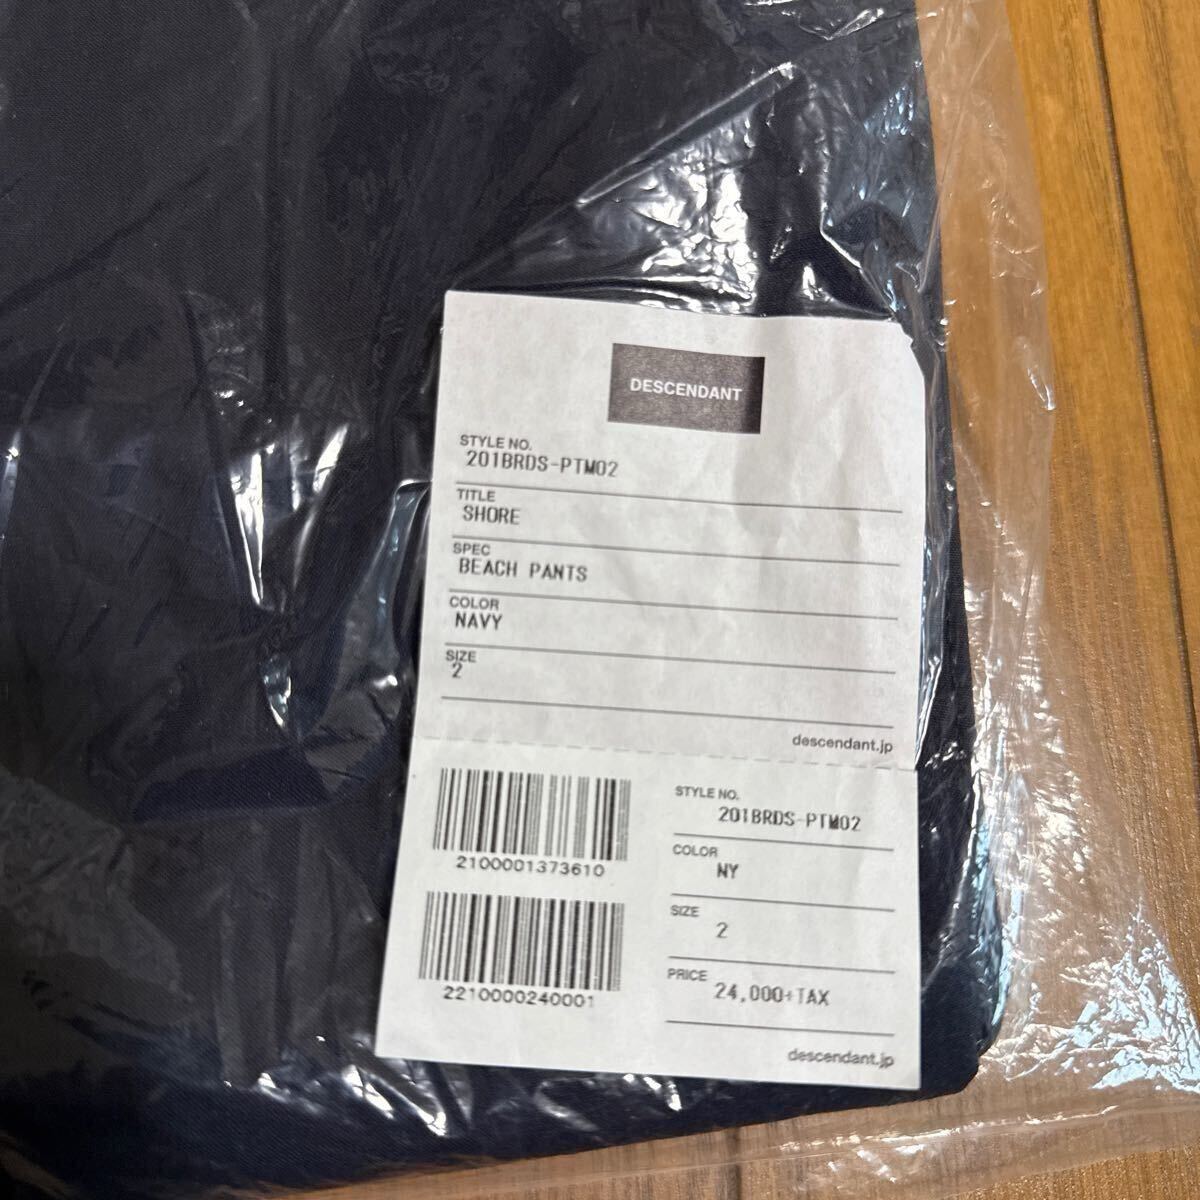 DESCENDANT
STYLE NO.
201BRDS-PTM02
TITLE
SHORE
SPEC
BEACH PANTS
COLOR
NAVY
SIZE
2
descendant.jp
2100001373610
2210000240001
STYLE NO.
201BRDS-PTM02
COLOR
NY
SIZE
2
PRICE
24,000+TAX
descendant.jp